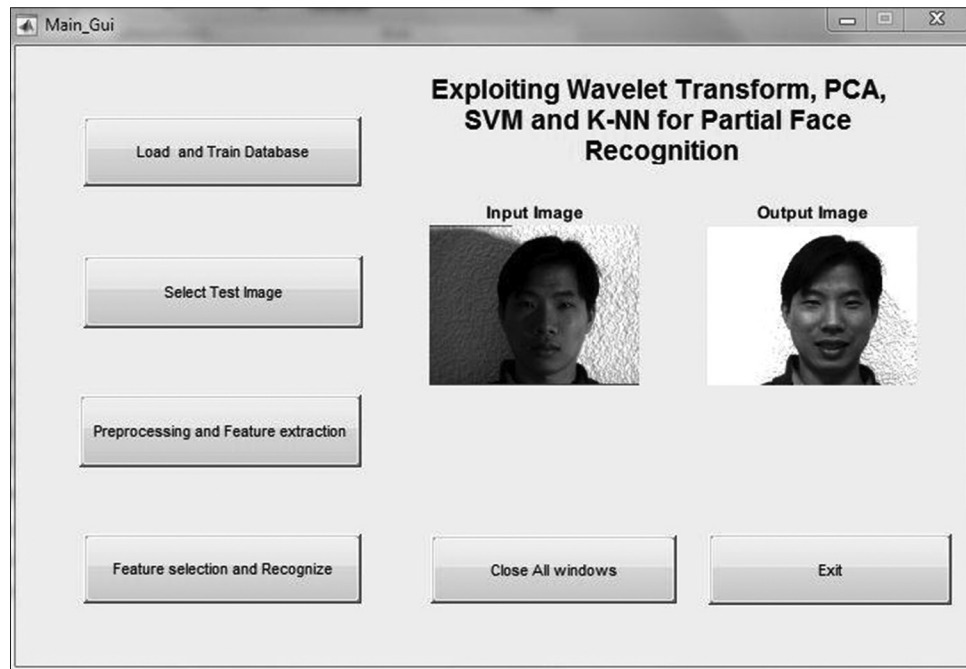 Main_Gui
Exploiting Wavelet Transform, PCA,
SVM and K-NN for Partial Face
Recognition
Load and Train Database
Input Image
Output Image
Select Test Image
Preprocessing and Feature extraction
Feature selection and Recognize
Close All windows
Exit